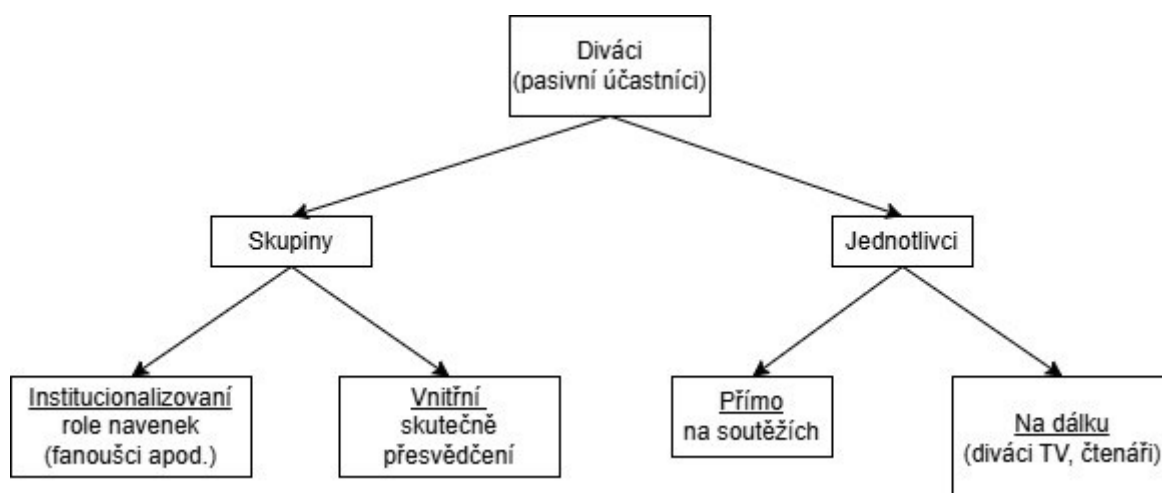 Diváci
(pasivní účastníci)
Skupiny
Jednotlivci
Institucionalizovaní
role navenek
(fanoušci apod.)
Vnitřní
skutečně
přesvědčení
Přímo
na soutěžích
Na dálku
(diváci TV, čtenáři)